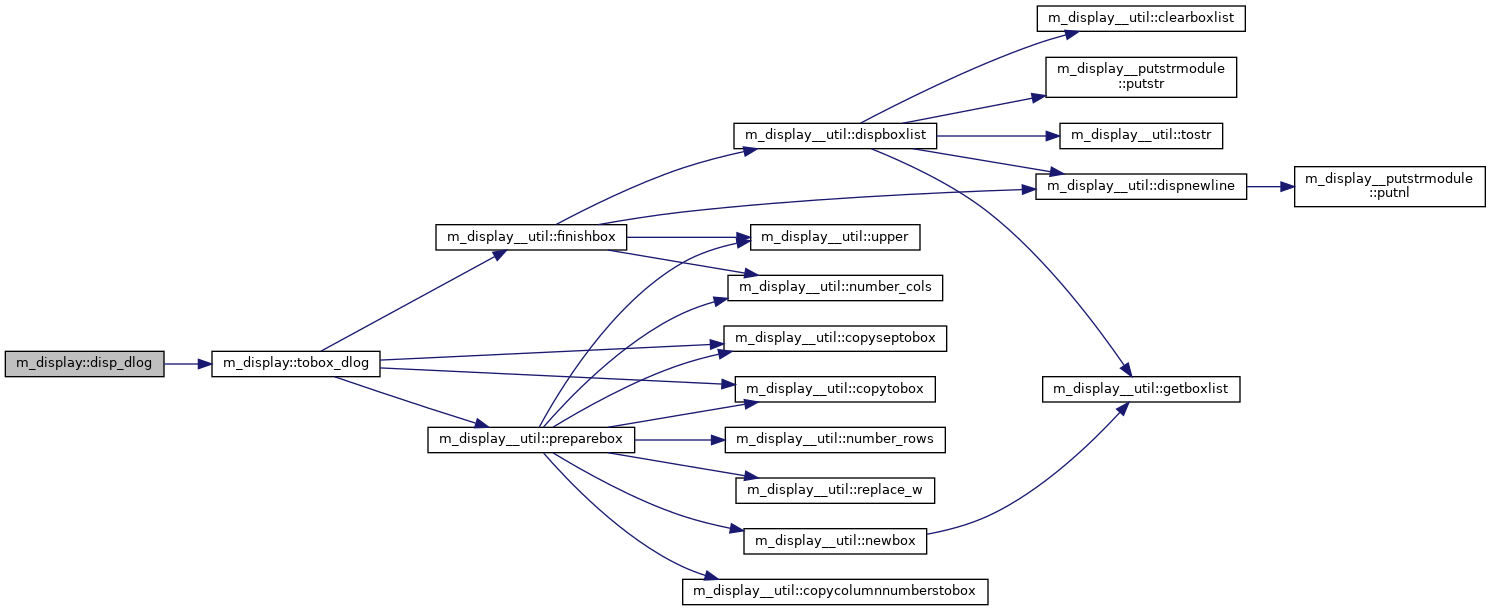 m_display__util::clearboxlist
m_display__putstrmodule
::putstr
m_display__util::dispboxlist
m_display__util::tostr
m_display__util::dispnewline
m_display__putstrmodule
::putnl
m_display__util::finishbox
m_display__util::upper
m_display__util::number_cols
m_display__util::copyseptobox
m_display::disp_dlog
m_display::tobox_dlog
m_display__util::copytobox
m_display__util::getboxlist
m_display__util::preparebox
m_display__util::number_rows
m_display__util::replace_w
m_display__util::newbox
m_display__util::copycolumnnumberstobox